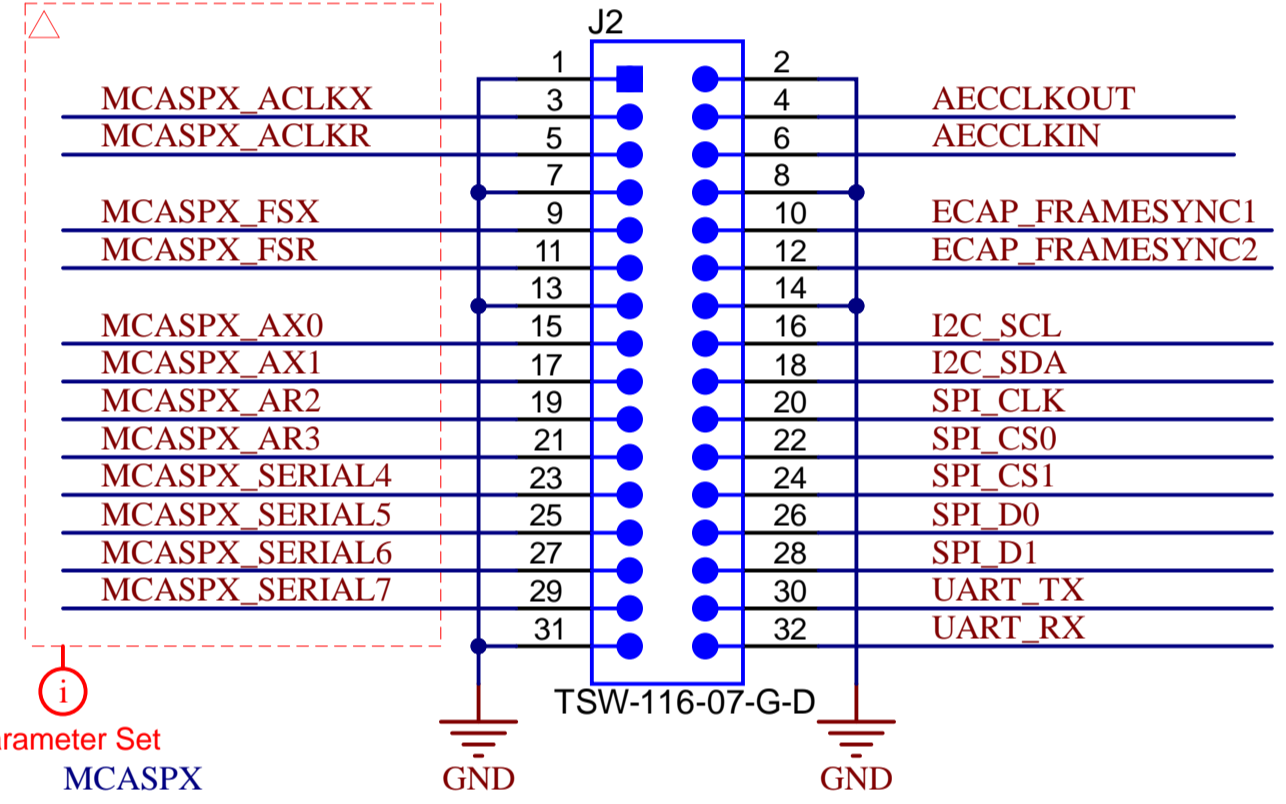 J2
1 2
MCASPX_ACLKX 3 4 AECCLKOUT
MCASPX_ACLKR 5 6 AECCLKIN
7 8
MCASPX_FSX 9 10 ECAP_FRAMESYNC1
MCASPX_FSR 11 12 ECAP_FRAMESYNC2
13 14
MCASPX_AX0 15 16 I2C_SCL
MCASPX_AX1 17 18 I2C_SDA
MCASPX_AR2 19 20 SPI_CLK
MCASPX_AR3 21 22 SPI_CS0
MCASPX_SERIAL4 23 24 SPI_CS1
MCASPX_SERIAL5 25 26 SPI_D0
MCASPX_SERIAL6 27 28 SPI_D1
MCASPX_SERIAL7 29 30 UART_TX
31 32 UART_RX
i
TSW-116-07-G-D
arameter Set
MCASPX GND GND